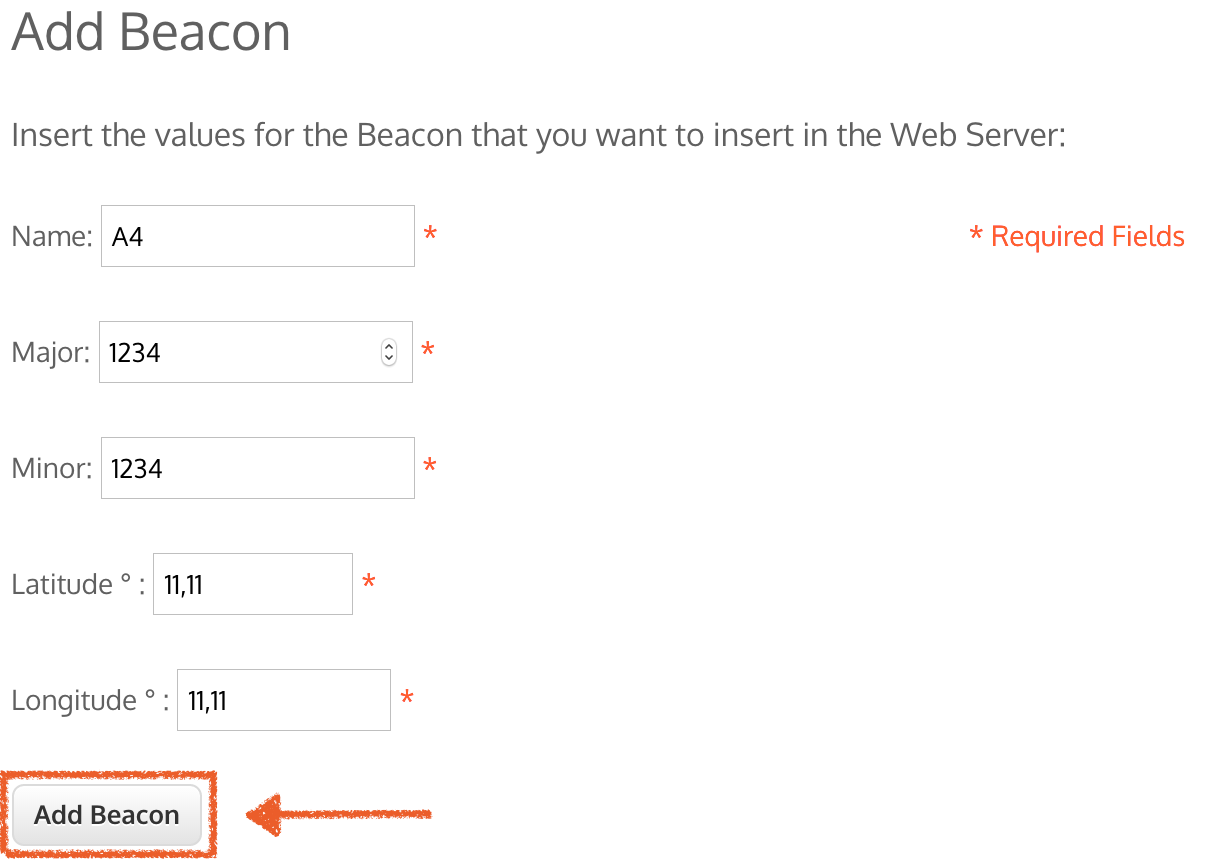 Add Beacon
Insert the values for the Beacon that you want to insert in the Web Server:
Name: A4 * * Required Fields
Major: 1234 *
Minor: 1234 *
Latitude ° : 11,11 *
Longitude ° : 11,11 *
Add Beacon